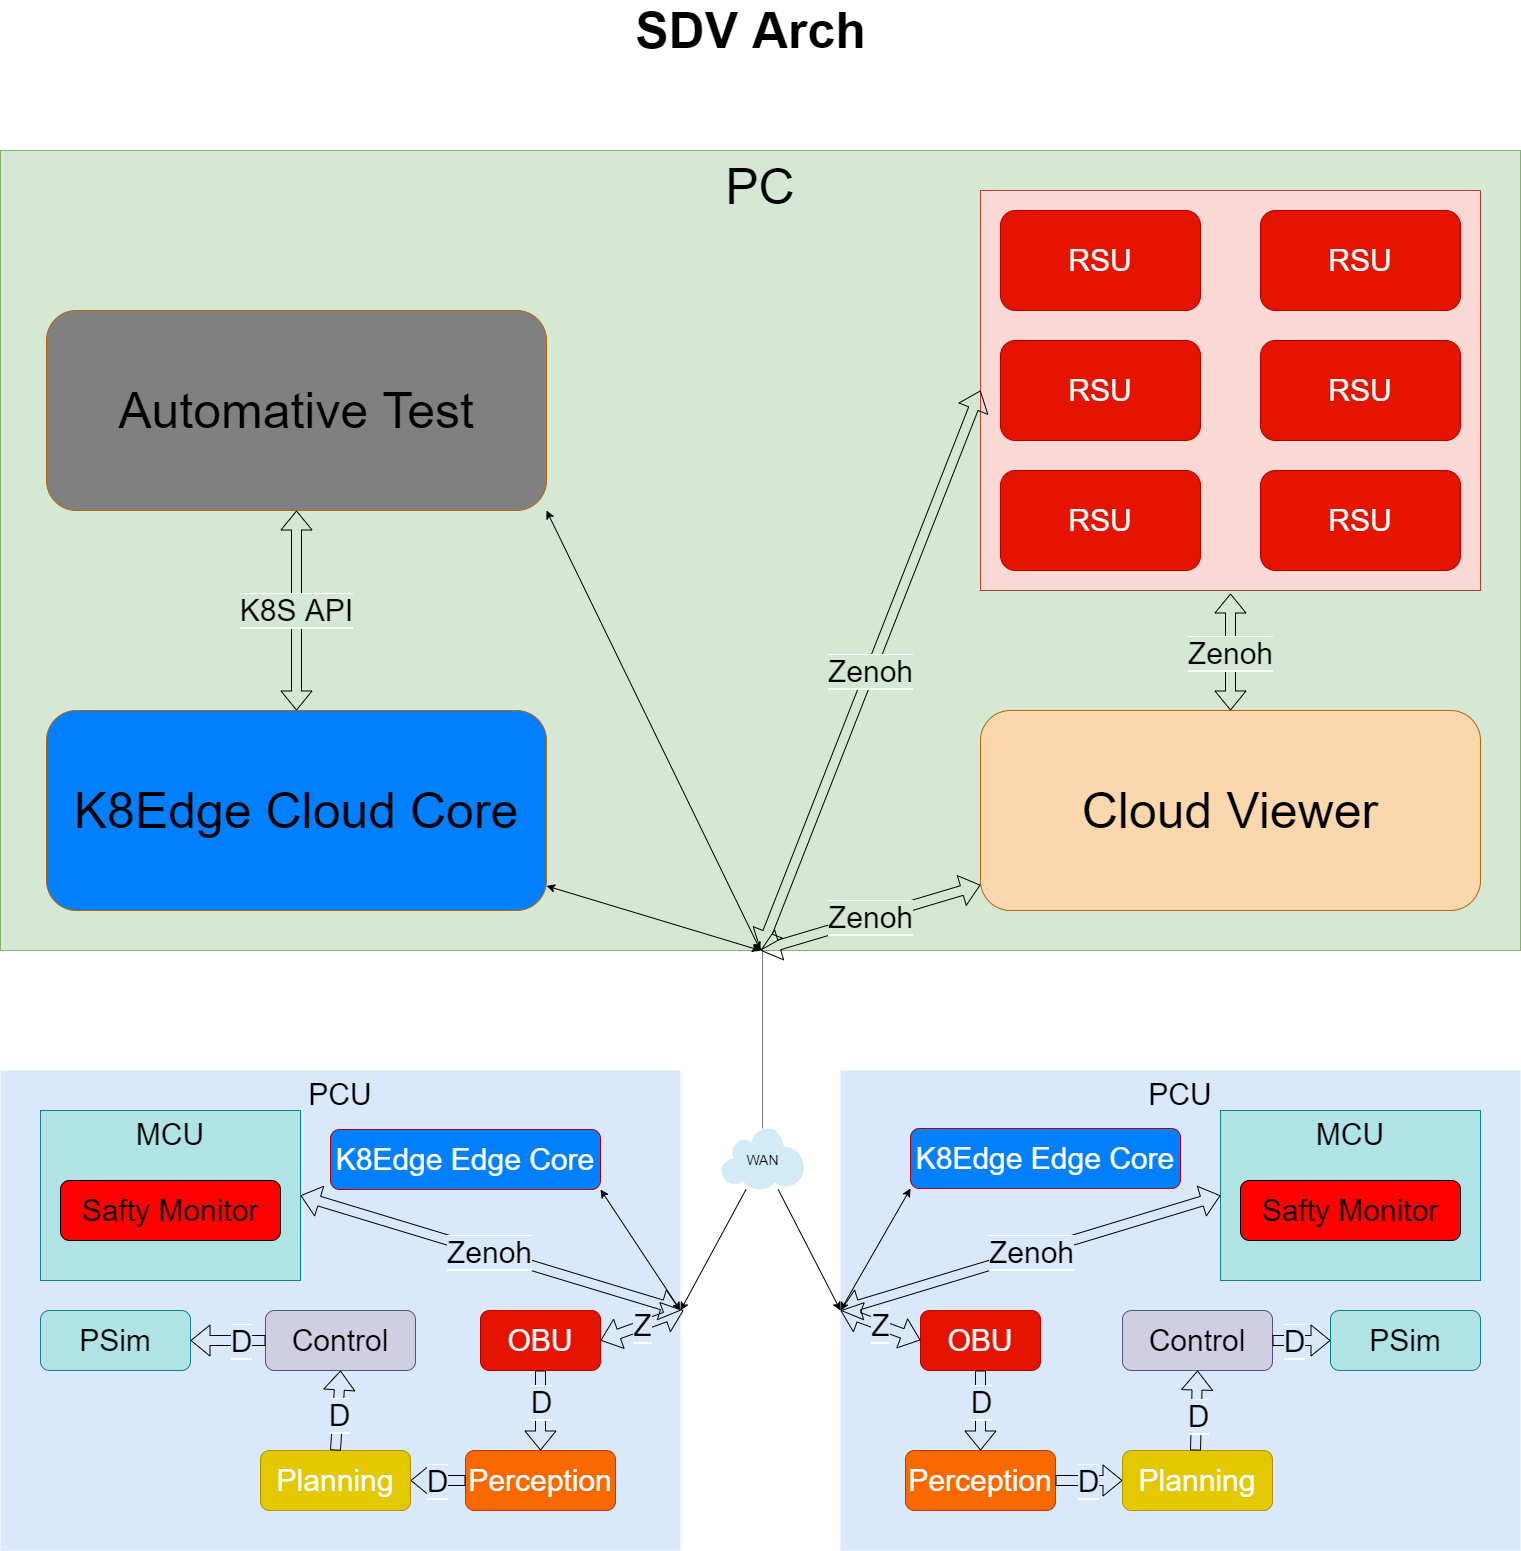 SDV Arch
PC
RSU
RSU
RSU
RSU
RSU
RSU
Automative Test
K8S API
Zenoh
Zenoh
K8Edge Cloud Core
Cloud Viewer
Zenoh
WAN
PCU
MCU
Safty Monitor
K8Edge Edge Core
Zenoh
PSim
D
Control
OBU
Z
D
D
Planning
D
Perception
PCU
K8Edge Edge Core
MCU
Safty Monitor
Zenoh
Z
OBU
Control
D
PSim
D
D
Perception
D
Planning